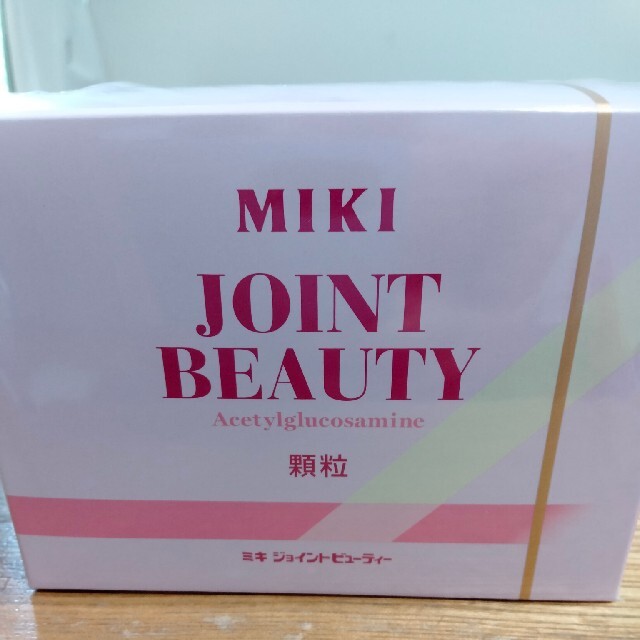 MIKI
JOINT
BEAUTY
Acetylglucosamine
顆粒
ミキ ジョイントビューティー